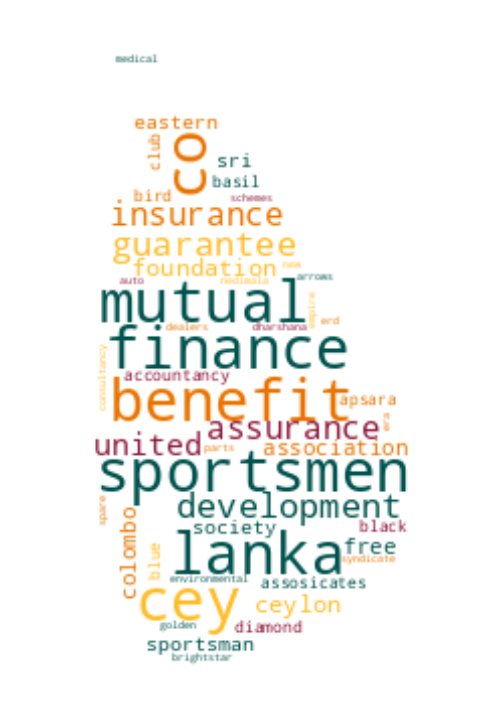 medical
eastern
club
co
sri
basil
bird
schemes
insurance
guarantee
foundation
new
auto
nedimala
arrows
mutual
empire
erd
dealers
dharshana
finance
consultancy
accountancy
benefit
apsara
era
assurance
united
parts
association
sportsmen
spare
development
colombo
society
black
blue
lanka
free
syndicate
environmental
assosicates
cey
ceylon
golden
diamond
sportsman
brightstar